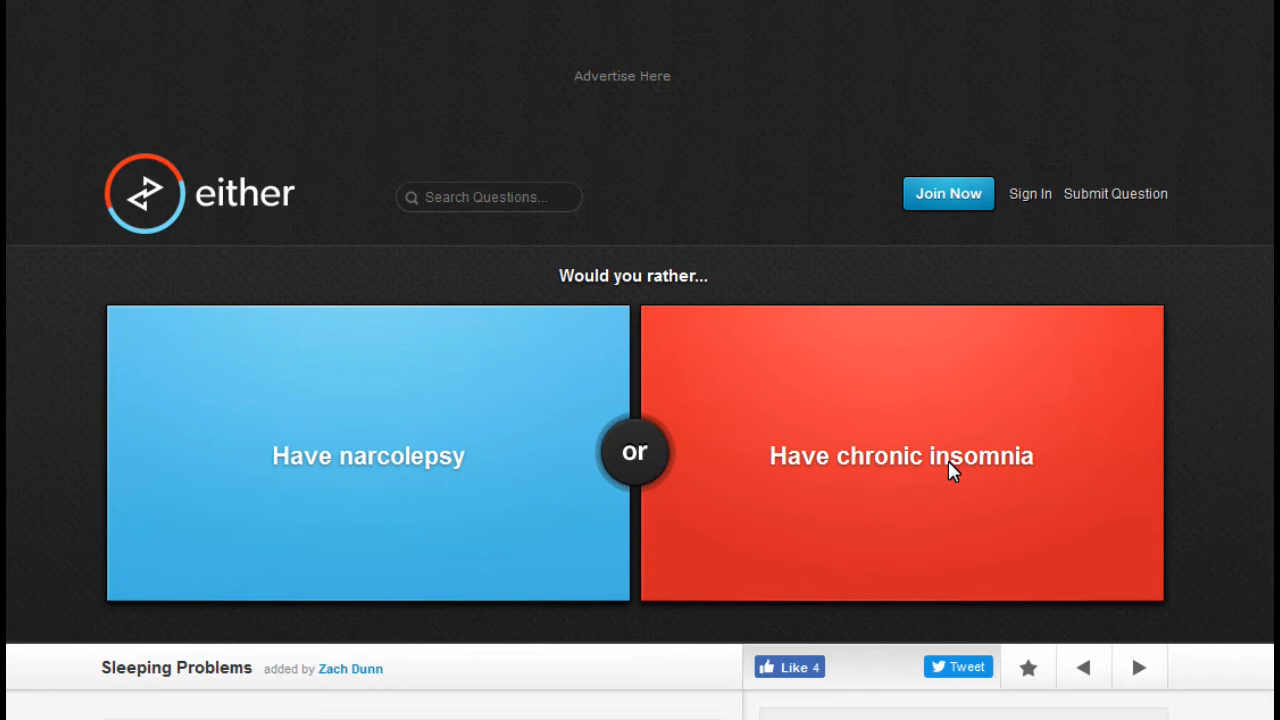 Advertise Here
either
Search Questions...
Join Now
Sign In
Submit Question
Would you rather...
Have narcolepsy
or
Have chronic insomnia
Sleeping Problems added by Zach Dunn
Like 4
Tweet